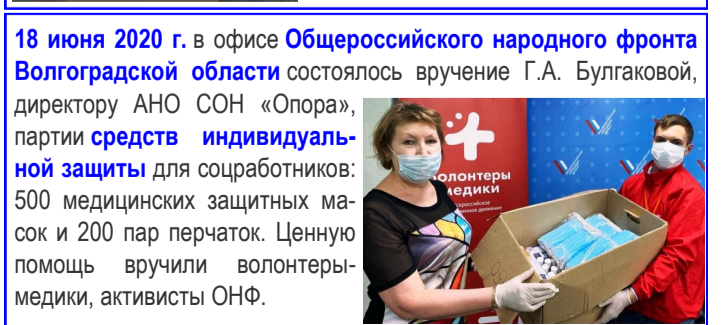 18 июня 2020 г. в офисе Общероссийского народного фронта
Волгоградской области состоялось вручение Г.А. Булгаковой,
директору АНО СОН «Опора»,
партии средств индивидуаль-
ной защиты для соцработников:
500 медицинских защитных ма-
сок и 200 пар перчаток. Ценную
помощь вручили волонтеры-
медики, активисты ОНФ.
волонтеры
медики